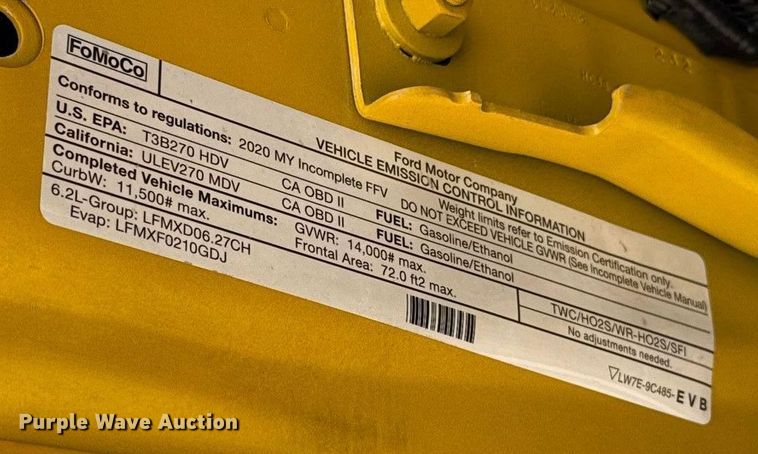 FoMoCo
Ford Motor Company
VEHICLE EMISSION CONTROL INFORMATION
Conforms to regulations: 2020 MY Incomplete FFV
Weight limits refer to Emission Certification only.
U.S. EPA: T3B270 HDV CA OBD II FUEL: Gasoline/Ethanol
DO NOT EXCEED VEHICLE GVWR (See Incomplete Vehicle Manual)
California: ULEV270 MDV CA OBD II FUEL: Gasoline/Ethanol
Completed Vehicle Maximums: GVWR: 14,000# max.
CurbW: 11,500# max. Frontal Area: 72.0 ft2 max.
6.2L-Group: LFMXD06.27CH
Evap: LFMXF0210GDJ
TWC/HO2S/WR-HO2S/SFI
No adjustments needed.
LW7E-9C485-EVB
Purple Wave Auction